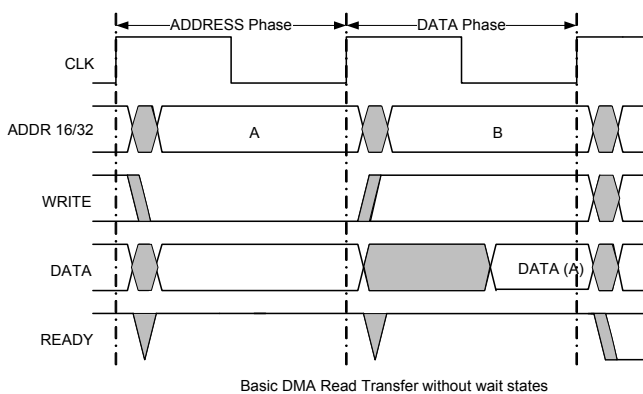 ADDRESS Phase DATA Phase
CLK
ADDR 16/32 A B
WRITE
DATA DATA (A)
READY
Basic DMA Read Transfer without wait states